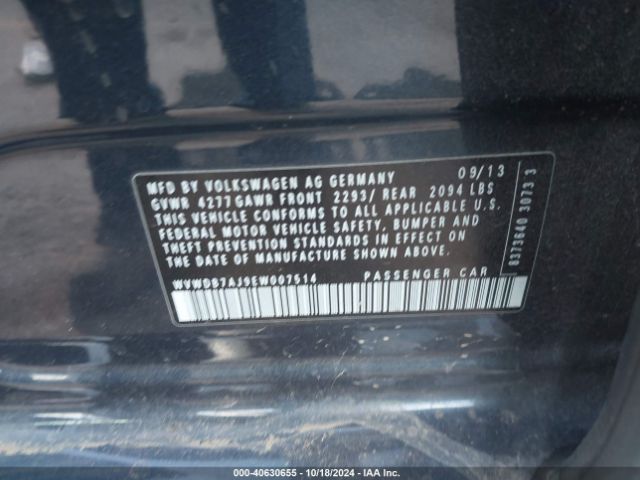 MFD BY VOLKSWAGEN AG GERMANY 09/13
GVWR 4277 GAWR FRONT 2293/ REAR 2094 LBS
THIS VEHICLE CONFORMS TO ALL APPLICABLE U.S.
FEDERAL MOTOR VEHICLE SAFETY, BUMPER AND
THEFT PREVENTION STANDARDS IN EFFECT ON
THE DATE OF MANUFACTURE SHOWN ABOVE.
WVWDB7AJ9EW007514 PASSENGER CAR
8373640 3073 3
000-40630655 - 10/18/2024 - IAA Inc.